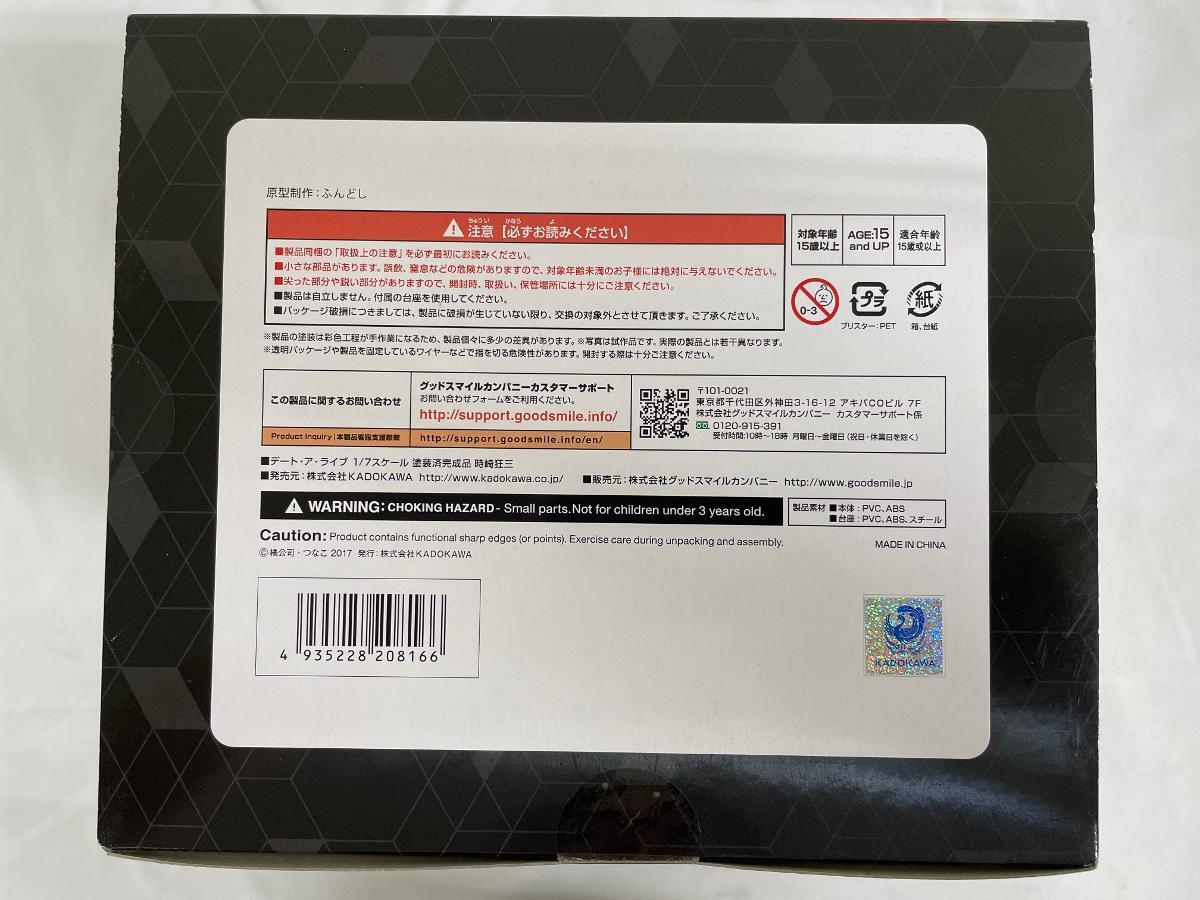 原型制作：ふんどし
ちゅうい かなら よ
注意【必ずお読みください】
■製品同梱の「取扱上の注意」を必ず最初にお読みください。
■小さな部品があります。誤飲、窒息などの危険がありますので、対象年齢未満のお子様には絶対に与えないでください。
■尖った部分や鋭い部分がありますので、開封時、取扱い、保管場所には十分にご注意ください。
■製品は自立しません。付属の台座を使用してください。
■パッケージ破損につきましては、製品に破損が生じていない限り、交換の対象外とさせて頂きます。ご了承ください。
対象年齢
15歳以上
AGE:15
and UP
適合年齢
15歳或以上
0-3
プラ
ブリスター：PET
紙
箱、台紙
※製品の塗装は彩色工程が手作業になるため、製品個々に多少の差異があります。※写真は試作品です。実際の製品とは若干異なります。
※透明パッケージや製品を固定しているワイヤーなどで指を切る危険性があります。開封する際は十分ご注意ください。
この製品に関するお問い合わせ
グッドスマイルカンパニーカスタマーサポート
お問い合わせフォームをご利用ください。
http://support.goodsmile.info/
Product Inquiry | 本製品客服支援聯繫
http://support.goodsmile.info/en/
〒101-0021
東京都千代田区外神田3-16-12 アキバCOビル 7F
株式会社グッドスマイルカンパニー カスタマーサポート係
0120-915-391
受付時間:10時〜18時 月曜日〜金曜日(祝日・休業日を除く)
■デート・ア・ライブ 1/7スケール 塗装済完成品 時崎狂三
■発売元：株式会社KADOKAWA http://www.kadokawa.co.jp/ ■販売元：株式会社グッドスマイルカンパニー http://www.goodsmile.jp
WARNING: CHOKING HAZARD - Small parts. Not for children under 3 years old.
製品素材 ■本体：PVC、ABS
■台座：PVC、ABS、スチール
Caution: Product contains functional sharp edges (or points). Exercise care during unpacking and assembly.
MADE IN CHINA
©橘公司・つなこ 2017 発行：株式会社KADOKAWA
4 935228 208166
KADOKAWA